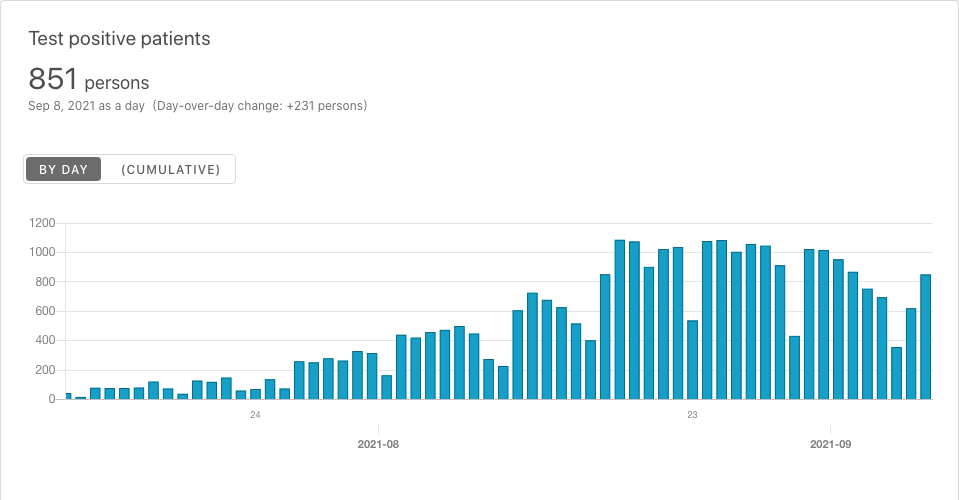 Test positive patients
851 persons
Sep 8, 2021 as a day (Day-over-day change: +231 persons)
BY DAY (CUMULATIVE)
1200
1000
800
600
400
200
0
24 23
2021-08 2021-09